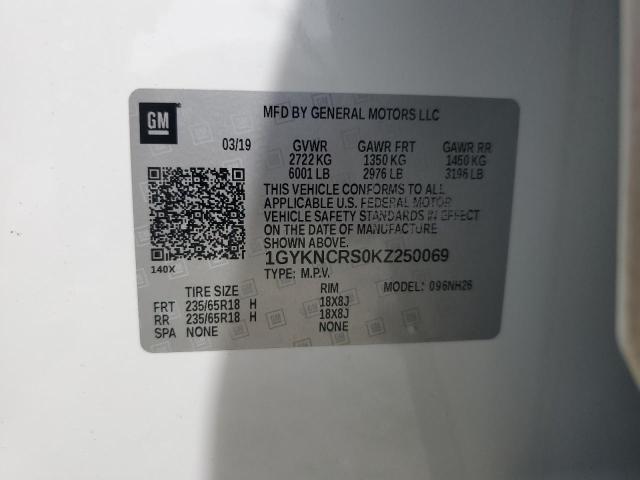 GM
MFD BY GENERAL MOTORS LLC
03/19 GVWR GAWR FRT GAWR RR
2722 KG 1350 KG 1450 KG
6001 LB 2976 LB 3196 LB
THIS VEHICLE CONFORMS TO ALL
APPLICABLE U.S. FEDERAL MOTOR
VEHICLE SAFETY STANDARDS IN EFFECT
ON THE DATE OF MANUFACTURE
SHOWN ABOVE.
1GYKNCRS0KZ250069
140X
TYPE: M.P.V. MODEL: 096NH26
TIRE SIZE RIM
FRT 235/65R18 H 18X8J
RR 235/65R18 H 18X8J
SPA NONE NONE